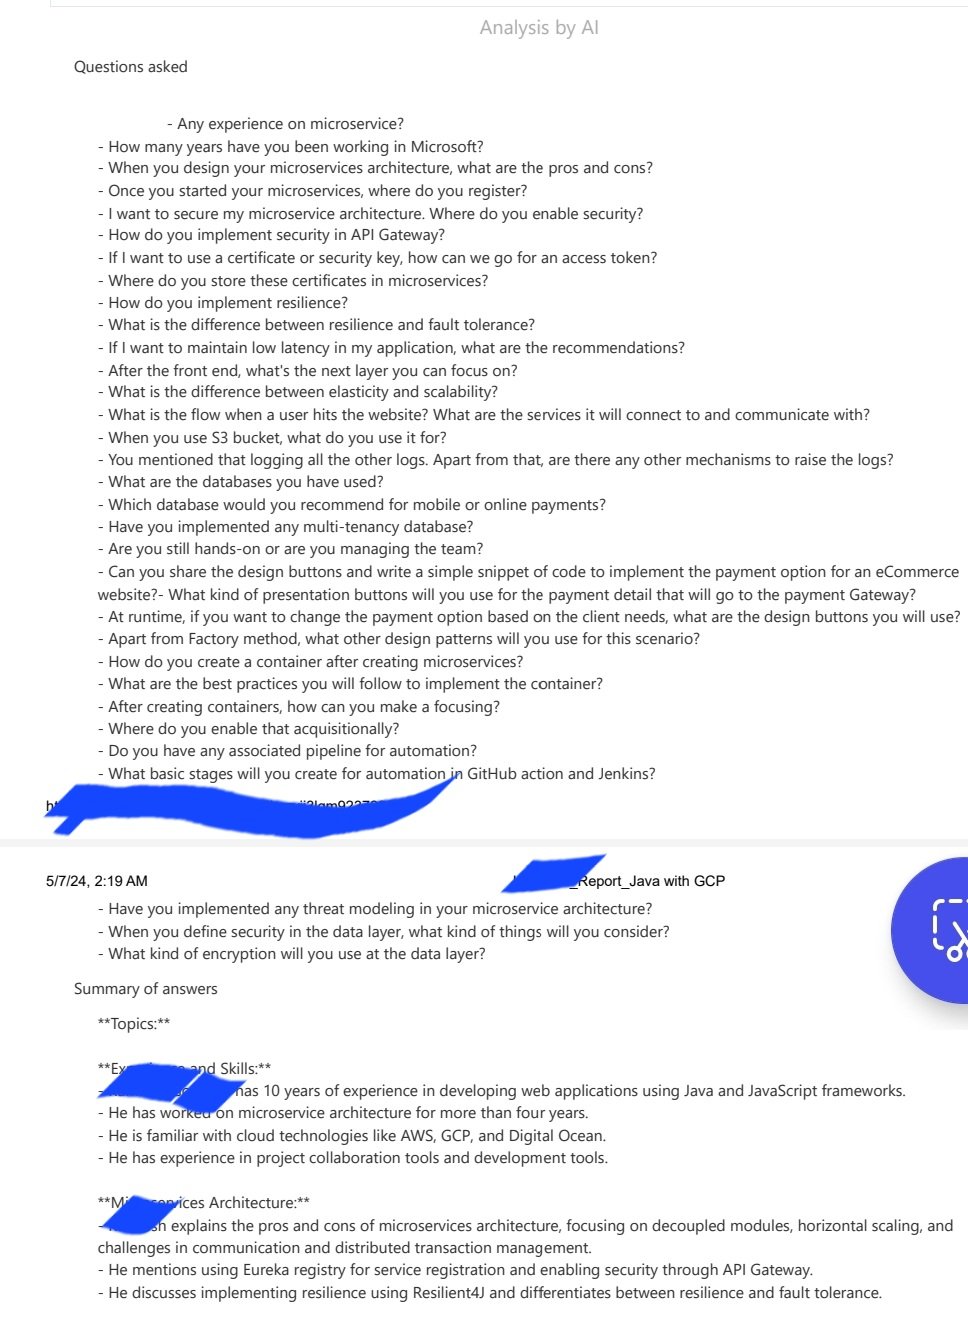 Analysis by AI
Questions asked
- Any experience on microservice?
- How many years have you been working in Microsoft?
- When you design your microservices architecture, what are the pros and cons?
- Once you started your microservices, where do you register?
- I want to secure my microservice architecture. Where do you enable security?
- How do you implement security in API Gateway?
- If I want to use a certificate or security key, how can we go for an access token?
- Where do you store these certificates in microservices?
- How do you implement resilience?
- What is the difference between resilience and fault tolerance?
- If I want to maintain low latency in my application, what are the recommendations?
- After the front end, what's the next layer you can focus on?
- What is the difference between elasticity and scalability?
- What is the flow when a user hits the website? What are the services it will connect to and communicate with?
- When you use S3 bucket, what do you use it for?
- You mentioned that logging all the other logs. Apart from that, are there any other mechanisms to raise the logs?
- What are the databases you have used?
- Which database would you recommend for mobile or online payments?
- Have you implemented any multi-tenancy database?
- Are you still hands-on or are you managing the team?
- Can you share the design buttons and write a simple snippet of code to implement the payment option for an eCommerce
website?- What kind of presentation buttons will you use for the payment detail that will go to the payment Gateway?
- At runtime, if you want to change the payment option based on the client needs, what are the design buttons you will use?
- Apart from Factory method, what other design patterns will you use for this scenario?
- How do you create a container after creating microservices?
- What are the best practices you will follow to implement the container?
- After creating containers, how can you make a focusing?
- Where do you enable that acquisitionally?
- Do you have any associated pipeline for automation?
- What basic stages will you create for automation in GitHub action and Jenkins?
5/7/24, 2:19 AM
_Report_Java with GCP
- Have you implemented any threat modeling in your microservice architecture?
- When you define security in the data layer, what kind of things will you consider?
- What kind of encryption will you use at the data layer?
Summary of answers
**Topics:**
and Skills:**
has 10 years of experience in developing web applications using Java and JavaScript frameworks.
- He has worked on microservice architecture for more than four years.
- He is familiar with cloud technologies like AWS, GCP, and Digital Ocean.
- He has experience in project collaboration tools and development tools.
Architecture:**
explains the pros and cons of microservices architecture, focusing on decoupled modules, horizontal scaling, and
challenges in communication and distributed transaction management.
- He mentions using Eureka registry for service registration and enabling security through API Gateway.
- He discusses implementing resilience using Resilient4J and differentiates between resilience and fault tolerance.